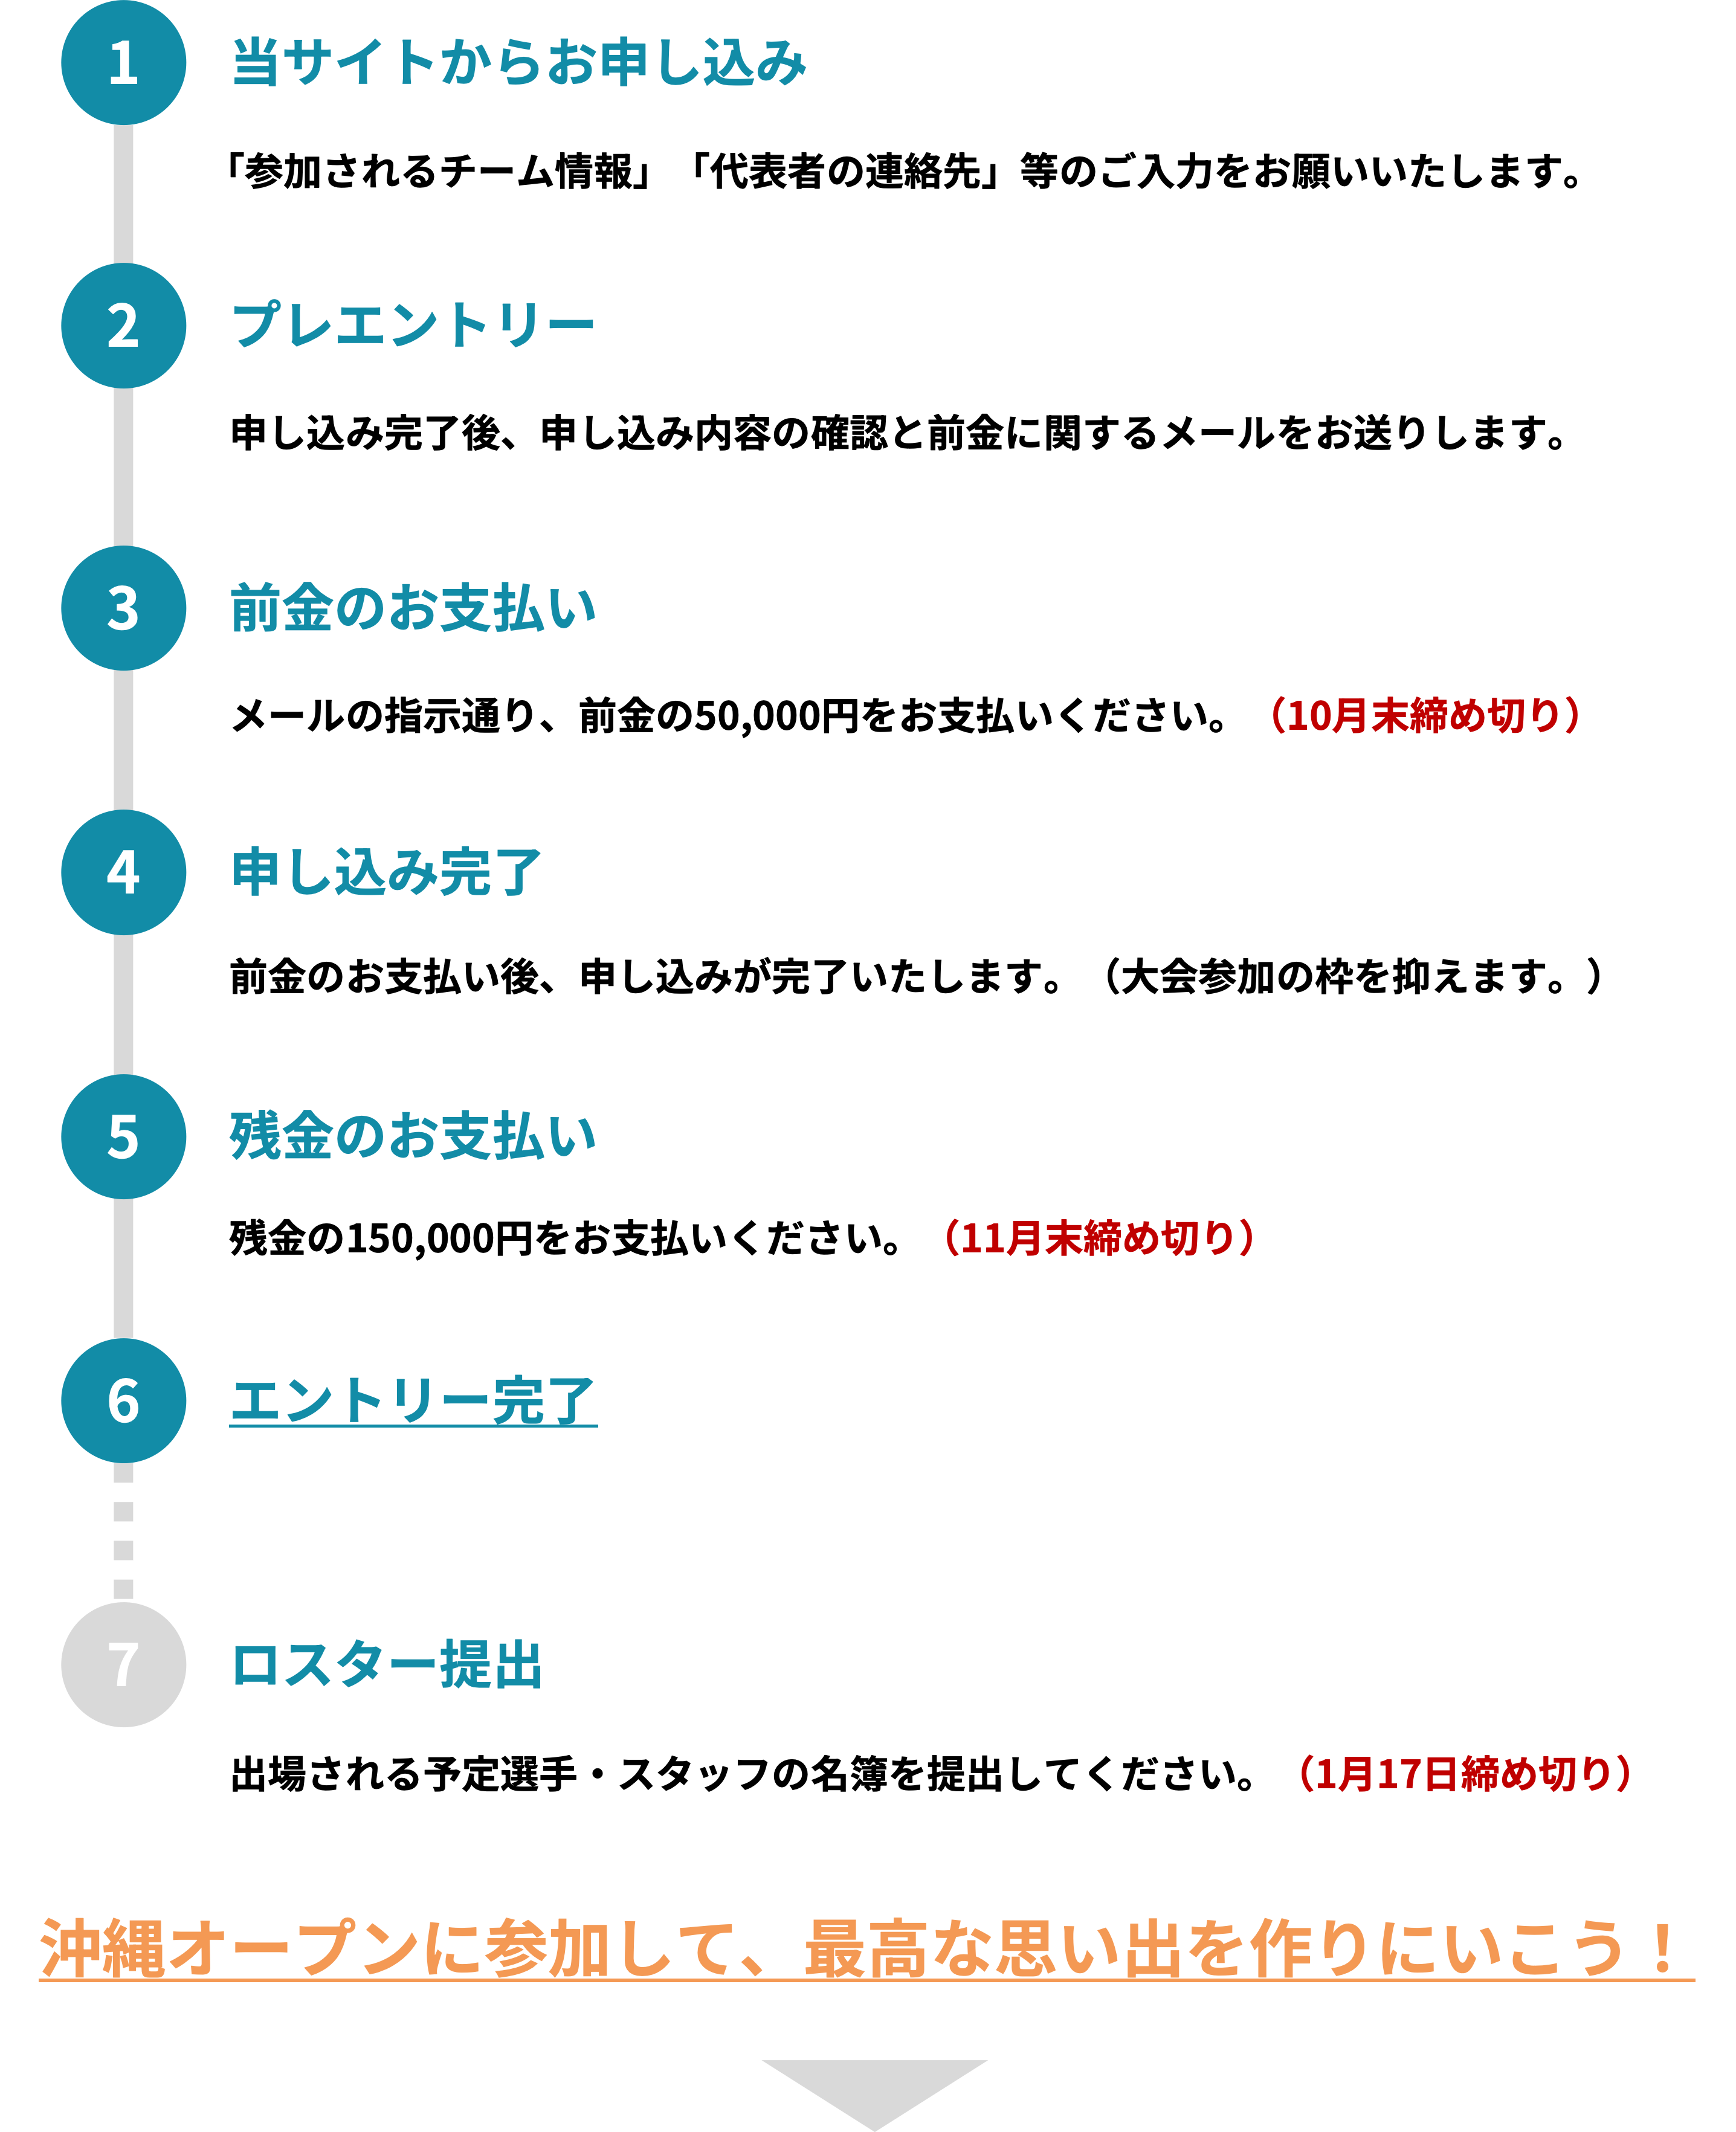 1
当サイトからお申し込み
「参加されるチーム情報」「代表者の連絡先」等のご入力をお願いいたします。
2
プレエントリー
申し込み完了後、申し込み内容の確認と前金に関するメールをお送りします。
3
前金のお支払い
メールの指示通り、前金の50,000円をお支払いください。（10月末締め切り）
4
申し込み完了
前金のお支払い後、申し込みが完了いたします。（大会参加の枠を抑えます。）
5
残金のお支払い
残金の150,000円をお支払いください。（11月末締め切り）
6
エントリー完了
7
ロスター提出
出場される予定選手・スタッフの名簿を提出してください。（1月17日締め切り）
沖縄オープンに参加して、最高な思い出を作りにいこう！